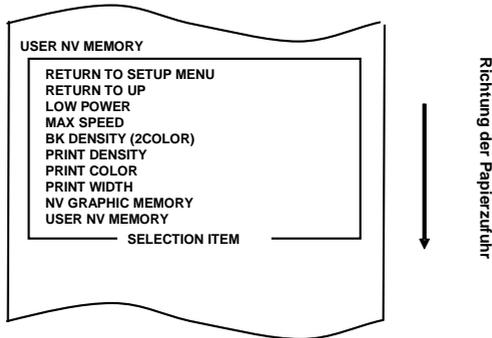 USER NV MEMORY
RETURN TO SETUP MENU
RETURN TO UP
LOW POWER
MAX SPEED
BK DENSITY (2COLOR)
PRINT DENSITY
PRINT COLOR
PRINT WIDTH
NV GRAPHIC MEMORY
USER NV MEMORY
SELECTION ITEM
Richtung der Papierzufuhr